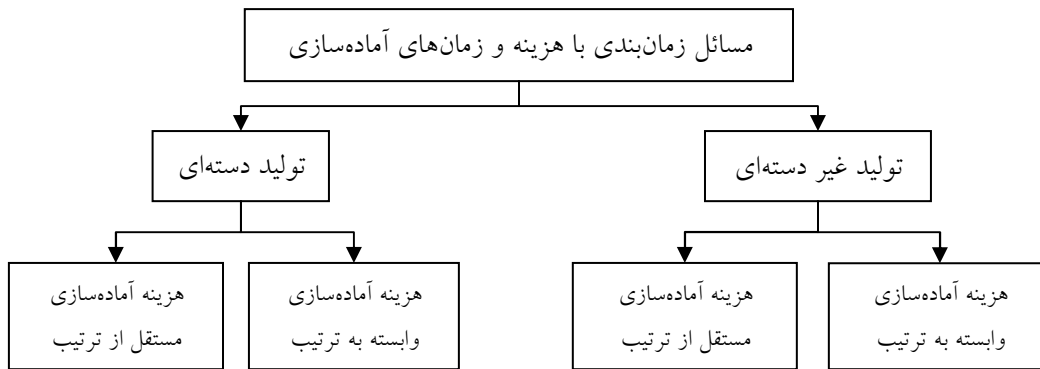 مسائل زمان‌بندی با هزینه و زمان‌های آماده‌سازی
تولید غیر دسته‌ای
تولید دسته‌ای
هزینه آماده‌سازی
وابسته به ترتیب
هزینه آماده‌سازی
مستقل از ترتیب
هزینه آماده‌سازی
وابسته به ترتیب
هزینه آماده‌سازی
مستقل از ترتیب